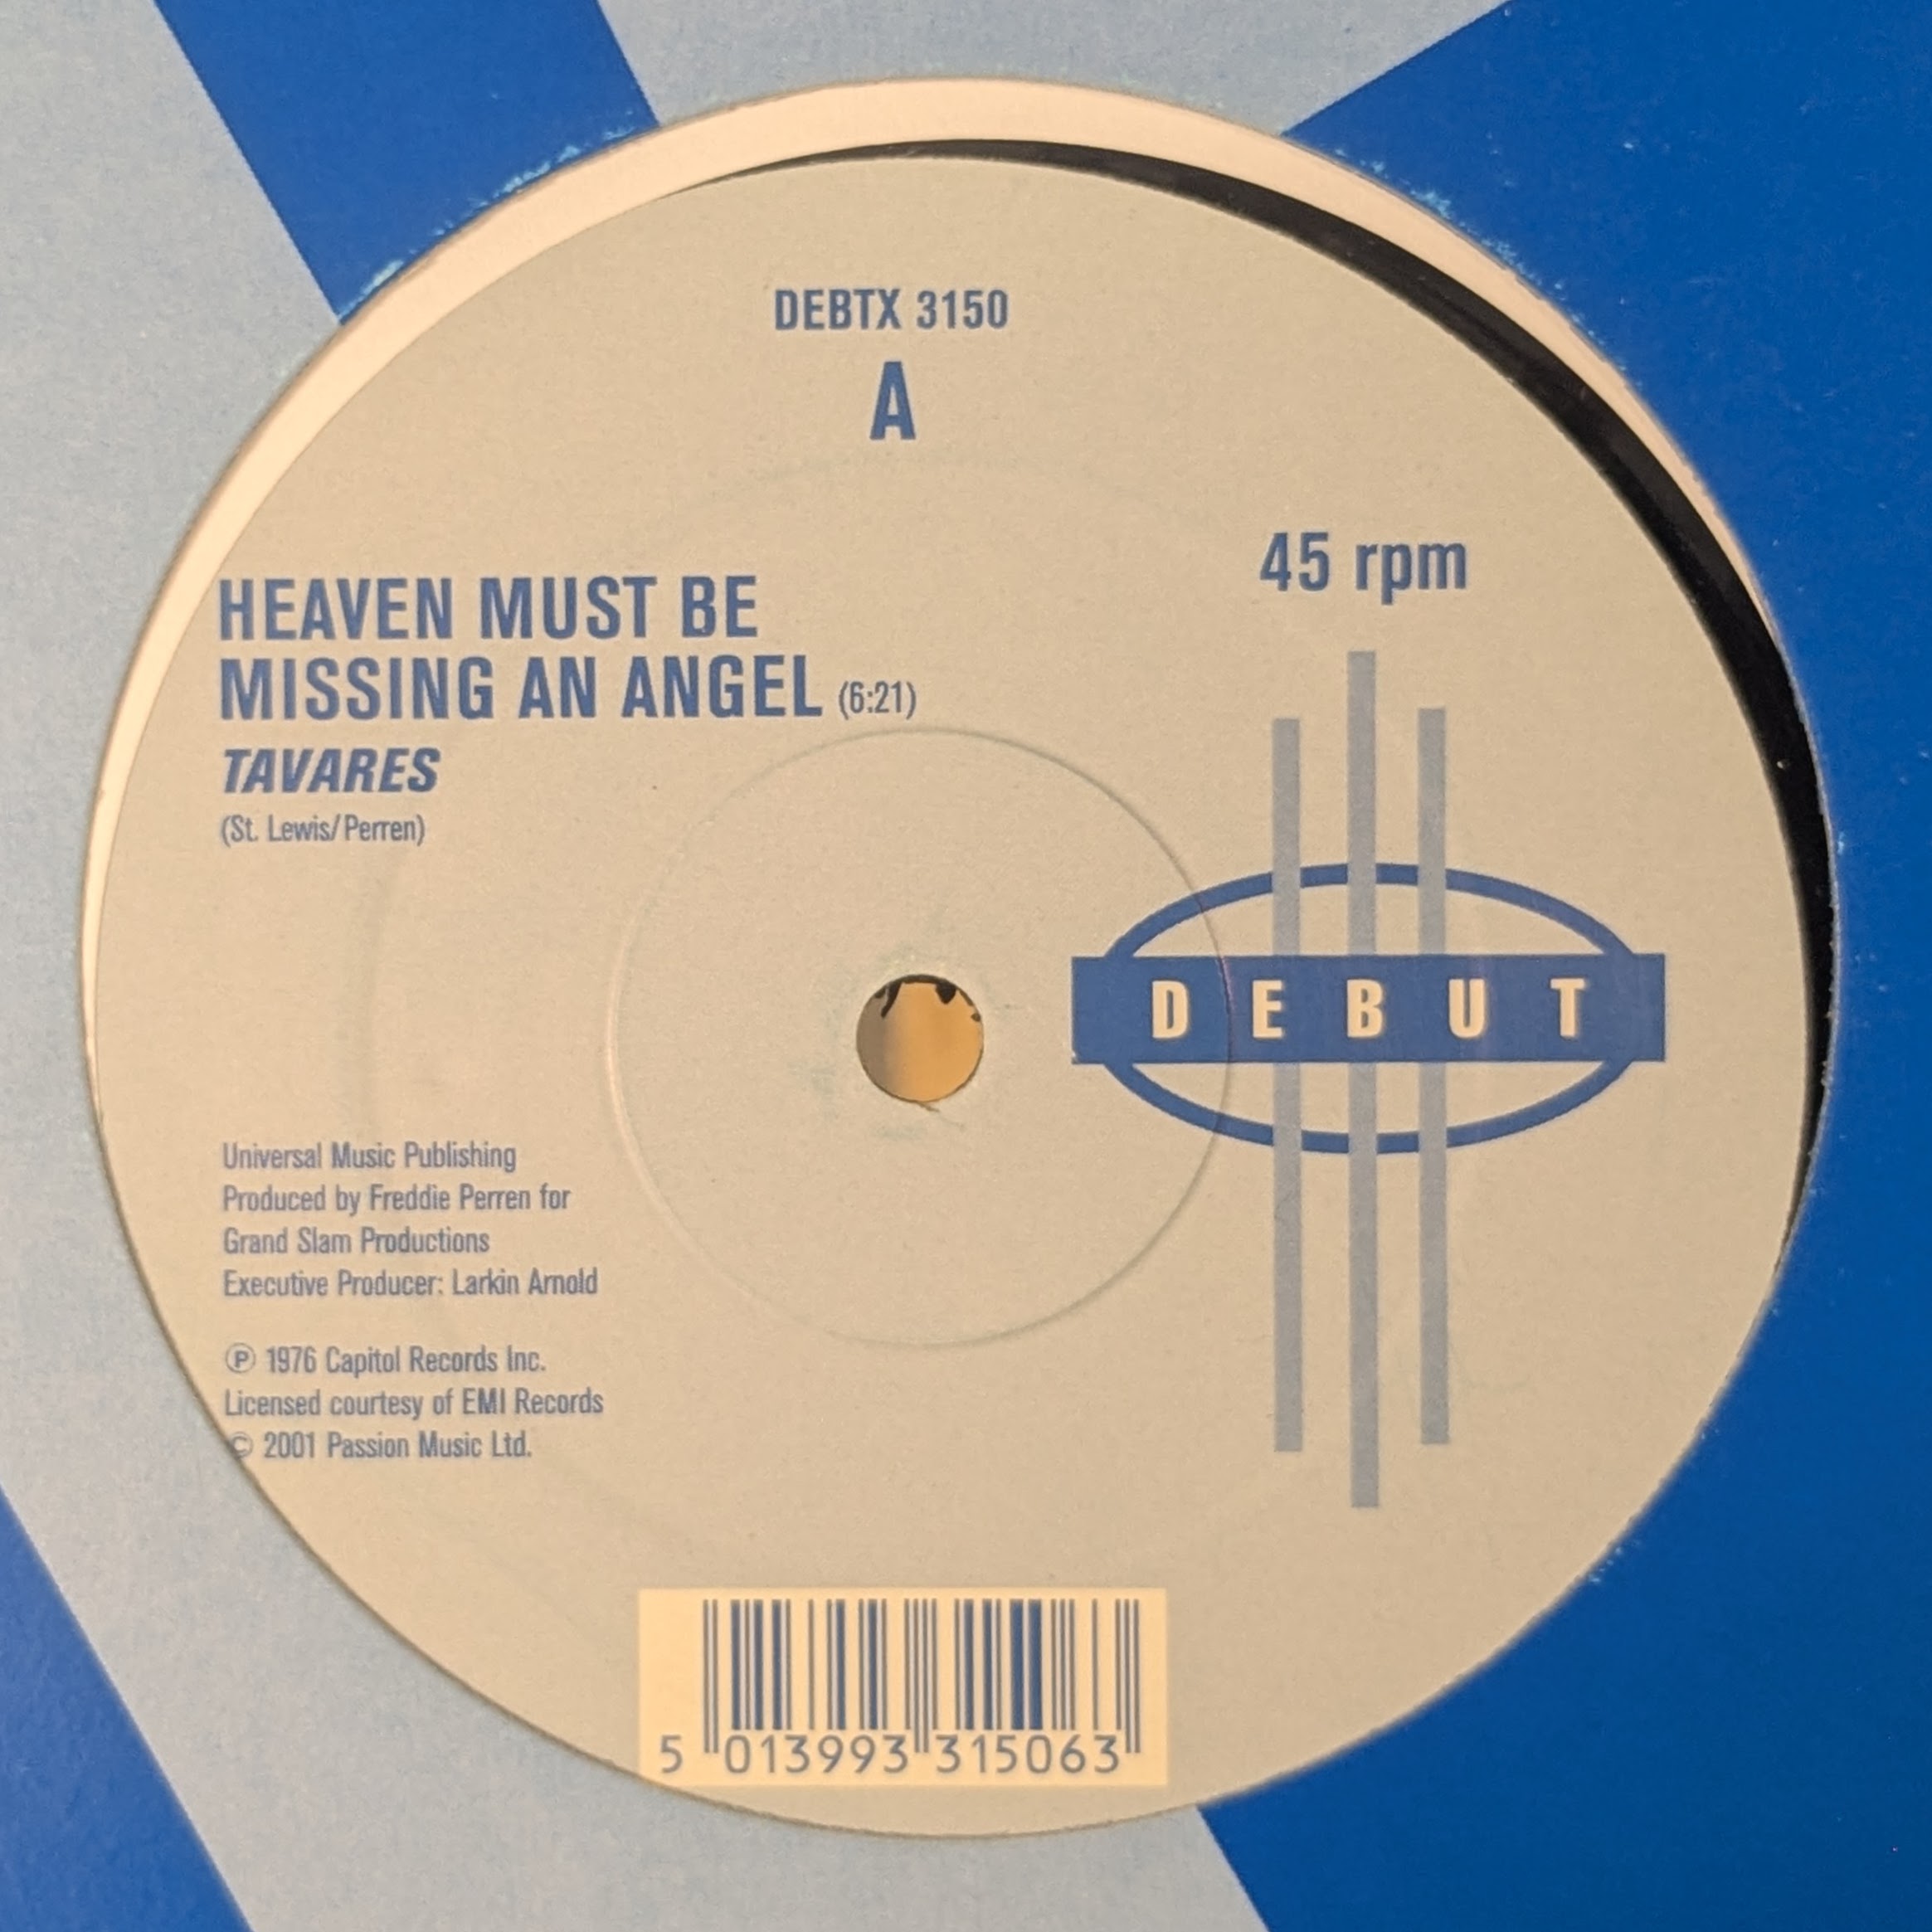 DEBTX 3150
A
45 rpm
HEAVEN MUST BE
MISSING AN ANGEL (6:21)
TAVARES
(St. Lewis/Perren)
DEBUT
Universal Music Publishing
Produced by Freddie Perren for
Grand Slam Productions
Executive Producer: Larkin Arnold
℗ 1976 Capitol Records Inc.
Licensed courtesy of EMI Records
© 2001 Passion Music Ltd.
5 013993 315063